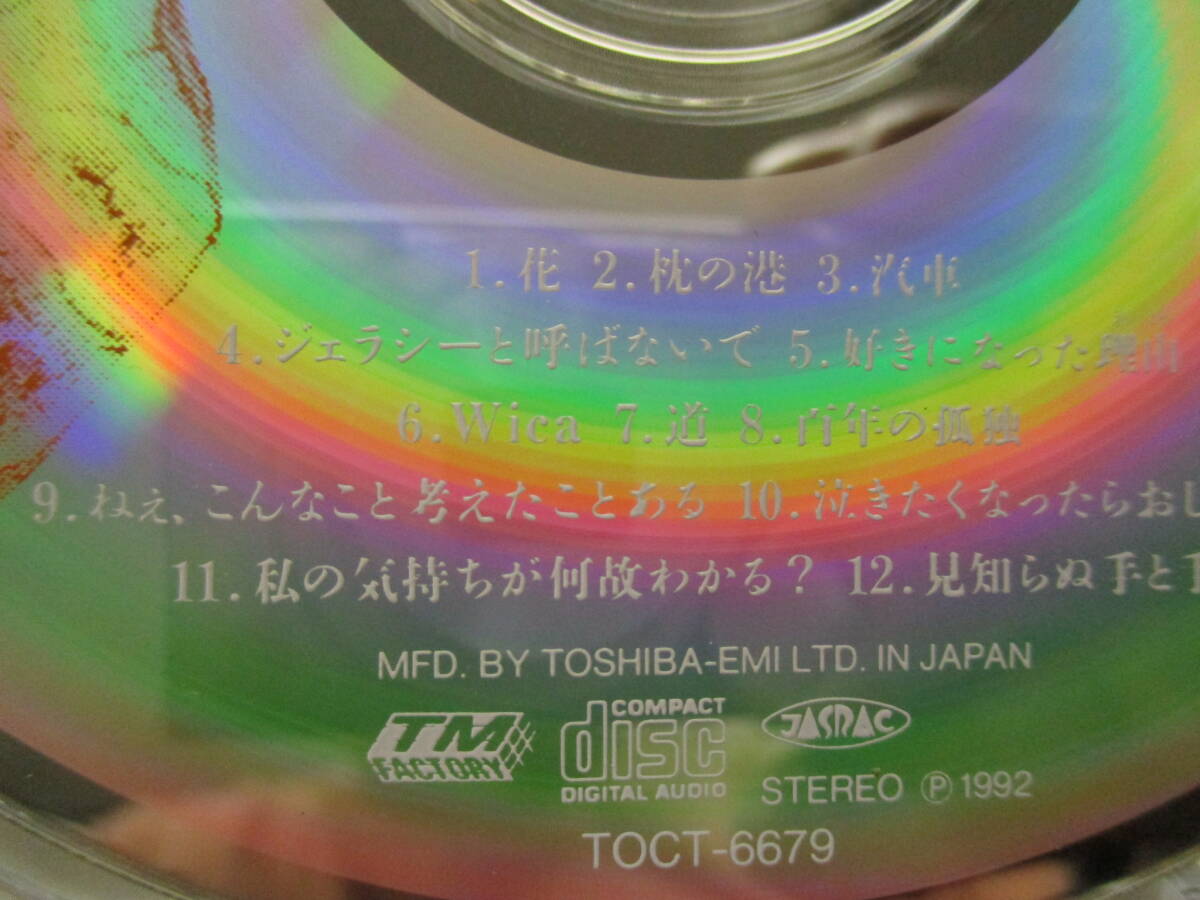 1.花 2.枕の港 3.汽車
4.ジェラシーと呼ばないで 5.好きになった理由
6.Wica 7.道 8.百年の孤独
9.ねぇ、こんなこと考えたことある 10.泣きたくなったらおし
11.私の気持ちが何故わかる？ 12.見知らぬ手と
MFD. BY TOSHIBA-EMI LTD. IN JAPAN
TM FACTORY
COMPACT disc DIGITAL AUDIO
JASRAC
STEREO Ⓟ 1992
TOCT-6679